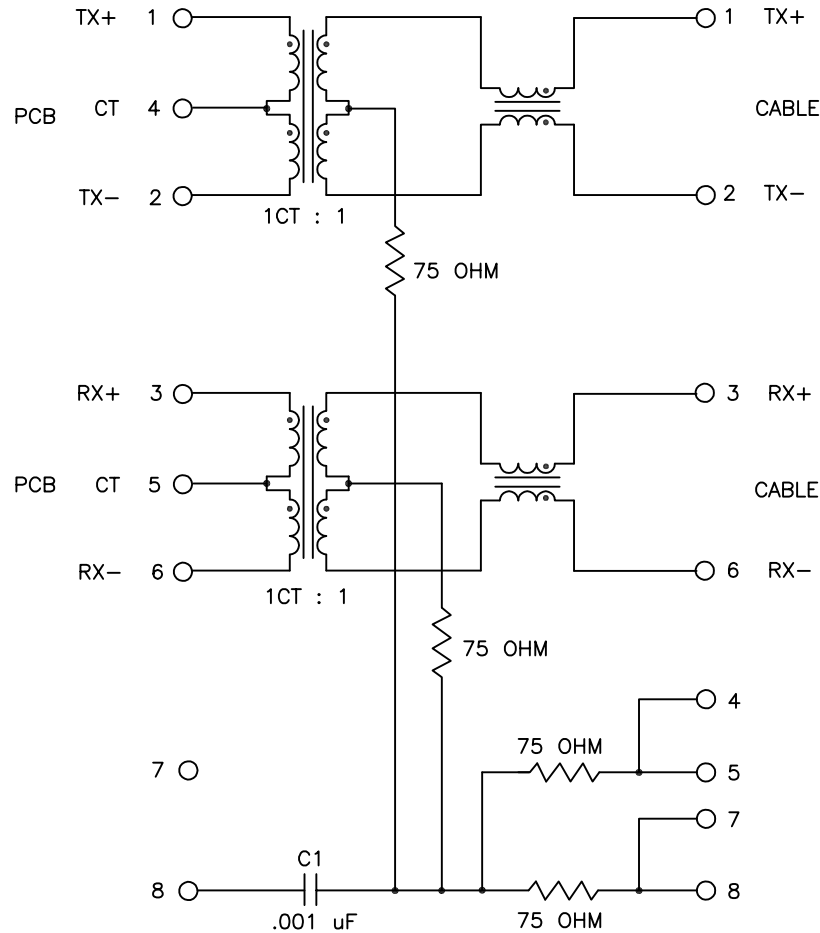 TX+ 1 1 TX+
PCB CT 4 CABLE
TX- 2 2 TX-
1CT : 1
75 OHM
RX+ 3 3 RX+
PCB CT 5 CABLE
RX- 6 6 RX-
1CT : 1
75 OHM
4
75 OHM
7 5
7
C1
8 8
.001 uF 75 OHM